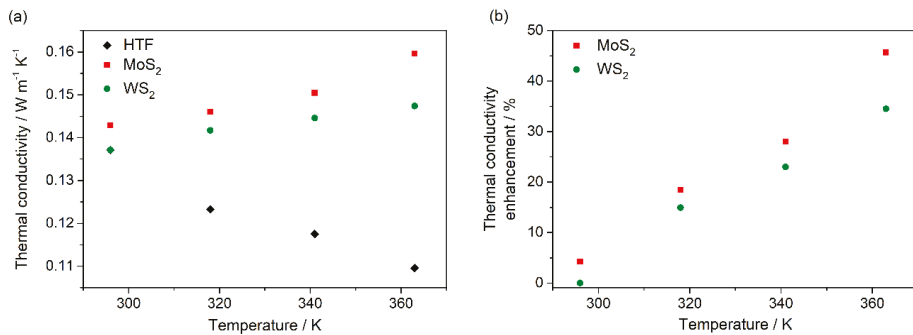 (a)
HTF
MoS₂
WS₂
0.16
0.15
0.14
0.13
0.12
0.11
300
320
340
360
Thermal conductivity / W m⁻¹ K⁻¹
Temperature / K
(b)
MoS₂
WS₂
50
40
30
20
10
0
300
320
340
360
Thermal conductivity
enhancement / %
Temperature / K